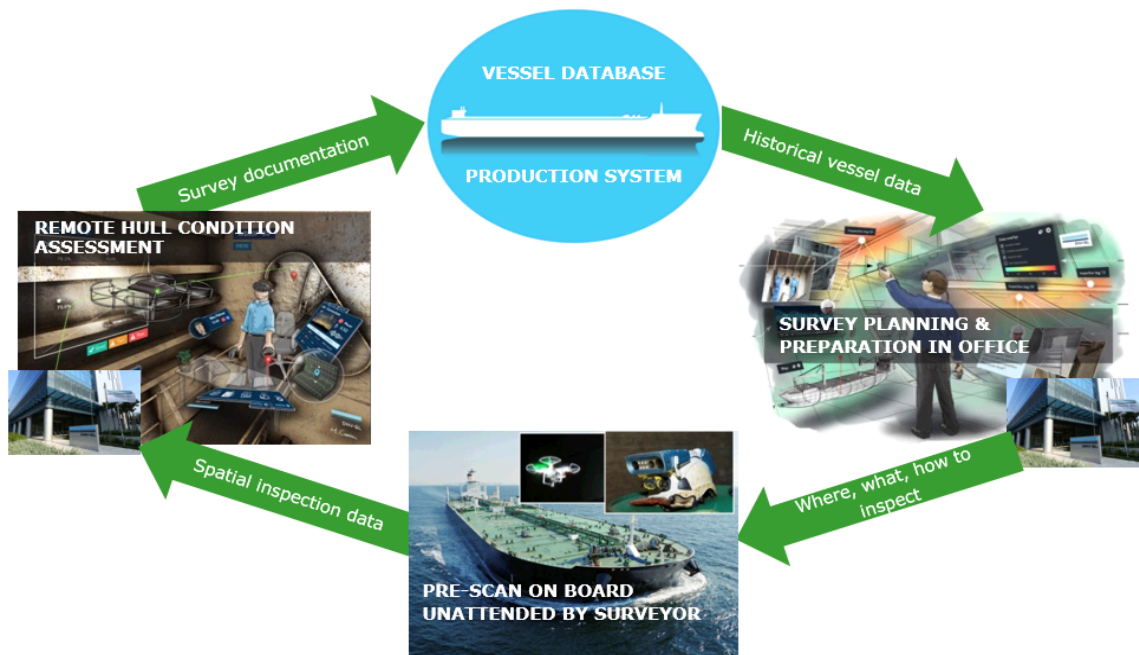 VESSEL DATABASE
PRODUCTION SYSTEM
Survey documentation
Historical vessel data
REMOTE HULL CONDITION
ASSESSMENT
SURVEY PLANNING &
PREPARATION IN OFFICE
Where, what, how to
inspect
Spatial inspection data
PRE-SCAN ON BOARD
UNATTENDED BY SURVEYOR